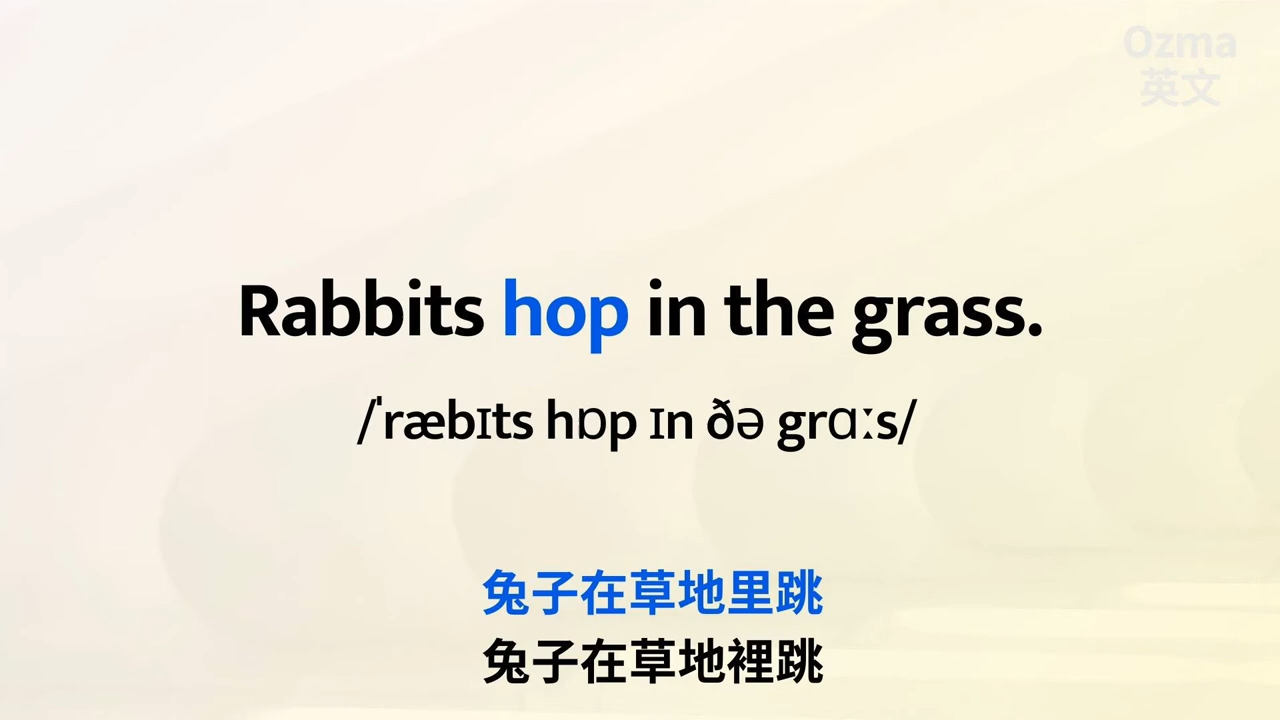 Ozma
英文
Rabbits hop in the grass.
/ˈræbɪts hɒp ɪn ðə ɡrɑːs/
兔子在草地里跳
兔子在草地裡跳